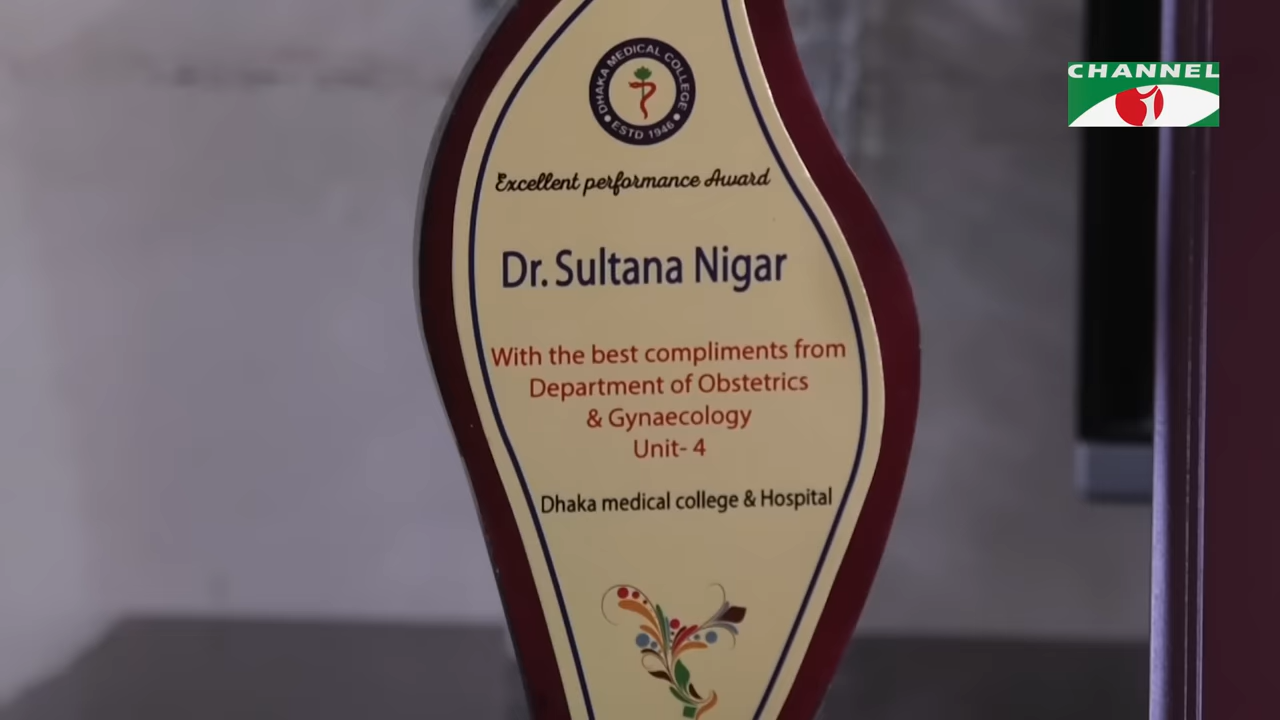 DHAKA MEDICAL COLLEGE
ESTD 1946
Excellent performance Award
Dr. Sultana Nigar
With the best compliments from
Department of Obstetrics
& Gynaecology
Unit- 4
Dhaka medical college & Hospital
CHANNEL